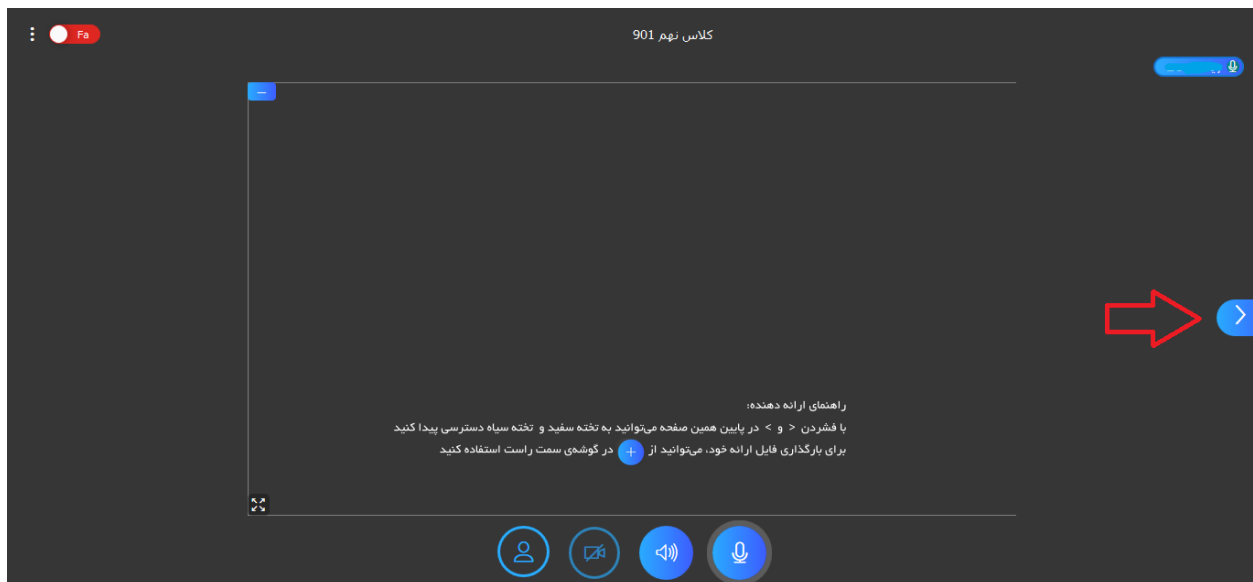 Fa
کلاس نهم 901
راهنمای ارائه دهنده:
با فشردن < و > در پایین همین صفحه می‌توانید به تخته سفید و تخته سیاه دسترسی پیدا کنید
برای بارگذاری فایل ارائه خود، می‌توانید از + در گوشه‌ی سمت راست استفاده کنید